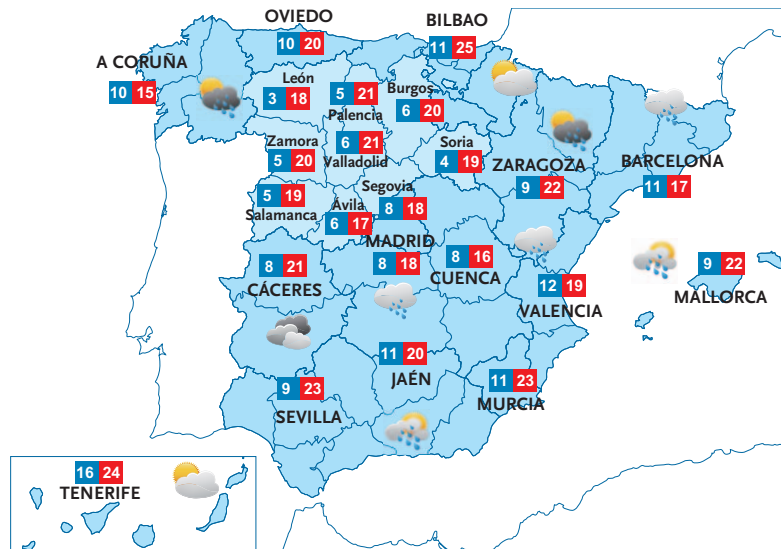 OVIEDO
10 20
BILBAO
11 25
A CORUÑA
10 15
León
3 18
5 21
Palencia
Burgos
6 20
Zamora
5 20
6 21
Valladolid
Soria
4 19
ZARAGOZA
9 22
BARCELONA
11 17
5 19
Salamanca
Ávila
6 17
Segovia
8 18
MADRID
8 18
8 16
CUENCA
8 21
CÁCERES
12 19
VALENCIA
9 22
MALLORCA
11 20
JAÉN
11 23
MURCIA
9 23
SEVILLA
16 24
TENERIFE